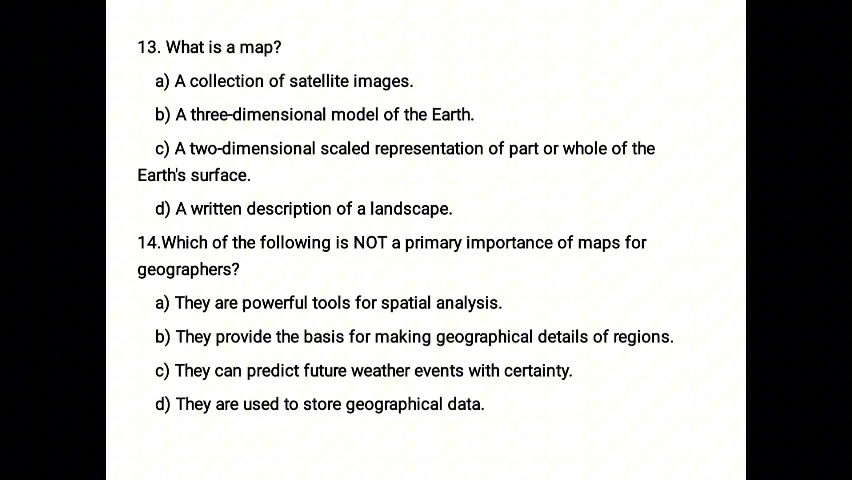 13. What is a map?
a) A collection of satellite images.
b) A three-dimensional model of the Earth.
c) A two-dimensional scaled representation of part or whole of the
Earth's surface.
d) A written description of a landscape.
14.Which of the following is NOT a primary importance of maps for
geographers?
a) They are powerful tools for spatial analysis.
b) They provide the basis for making geographical details of regions.
c) They can predict future weather events with certainty.
d) They are used to store geographical data.